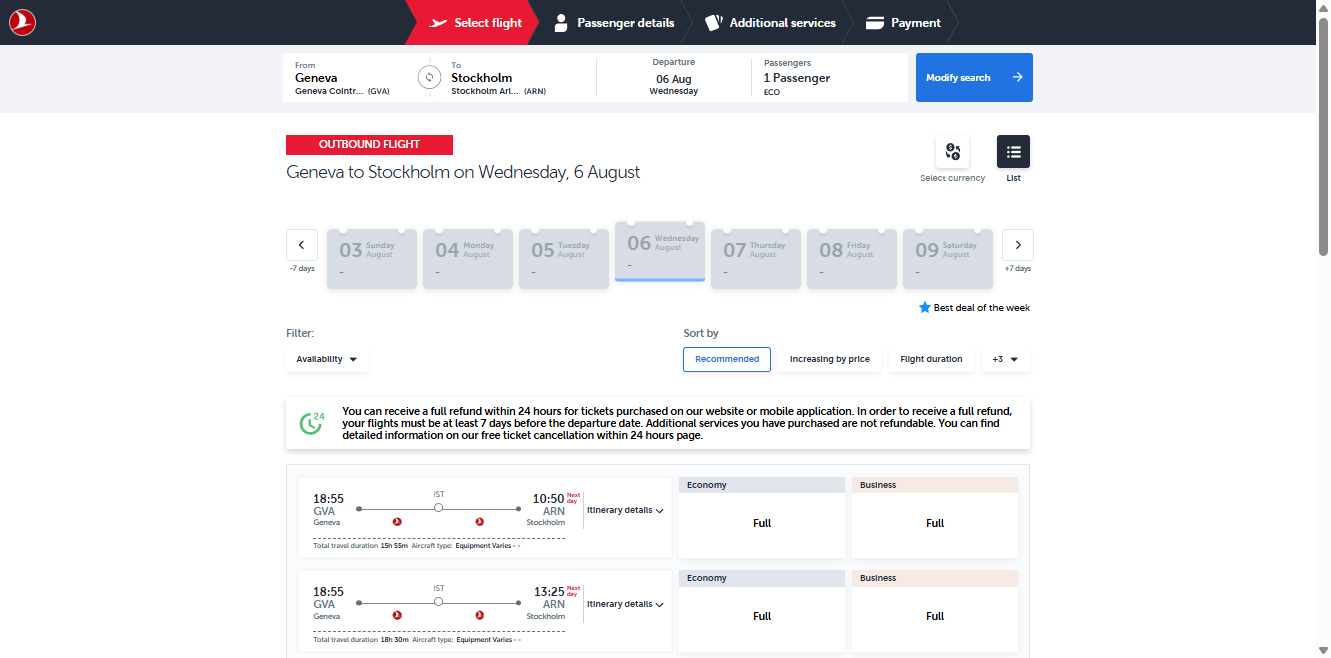 Select flight
Passenger details
Additional services
Payment
From
Geneva
Geneva Cointr... (GVA)
To
Stockholm
Stockholm Arl... (ARN)
Departure
06 Aug
Wednesday
Passengers
1 Passenger
ECO
Modify search
OUTBOUND FLIGHT
Geneva to Stockholm on Wednesday, 6 August
Select currency
List
-7 days
03 Sunday August
-
04 Monday August
-
05 Tuesday August
-
06 Wednesday August
-
07 Thursday August
-
08 Friday August
-
09 Saturday August
-
+7 days
Best deal of the week
Filter:
Availability
Sort by
Recommended
Increasing by price
Flight duration
+3
24
You can receive a full refund within 24 hours for tickets purchased on our website or mobile application. In order to receive a full refund,
your flights must be at least 7 days before the departure date. Additional services you have purchased are not refundable. You can find
detailed information on our free ticket cancellation within 24 hours page.
18:55
GVA
Geneva
IST
10:50 Next day
ARN
Stockholm
Itinerary details
Total travel duration 15h 55m Aircraft type: Equipment Varies - -
Economy
Full
Business
Full
18:55
GVA
Geneva
IST
13:25 Next day
ARN
Stockholm
Itinerary details
Total travel duration 18h 30m Aircraft type: Equipment Varies - -
Economy
Full
Business
Full